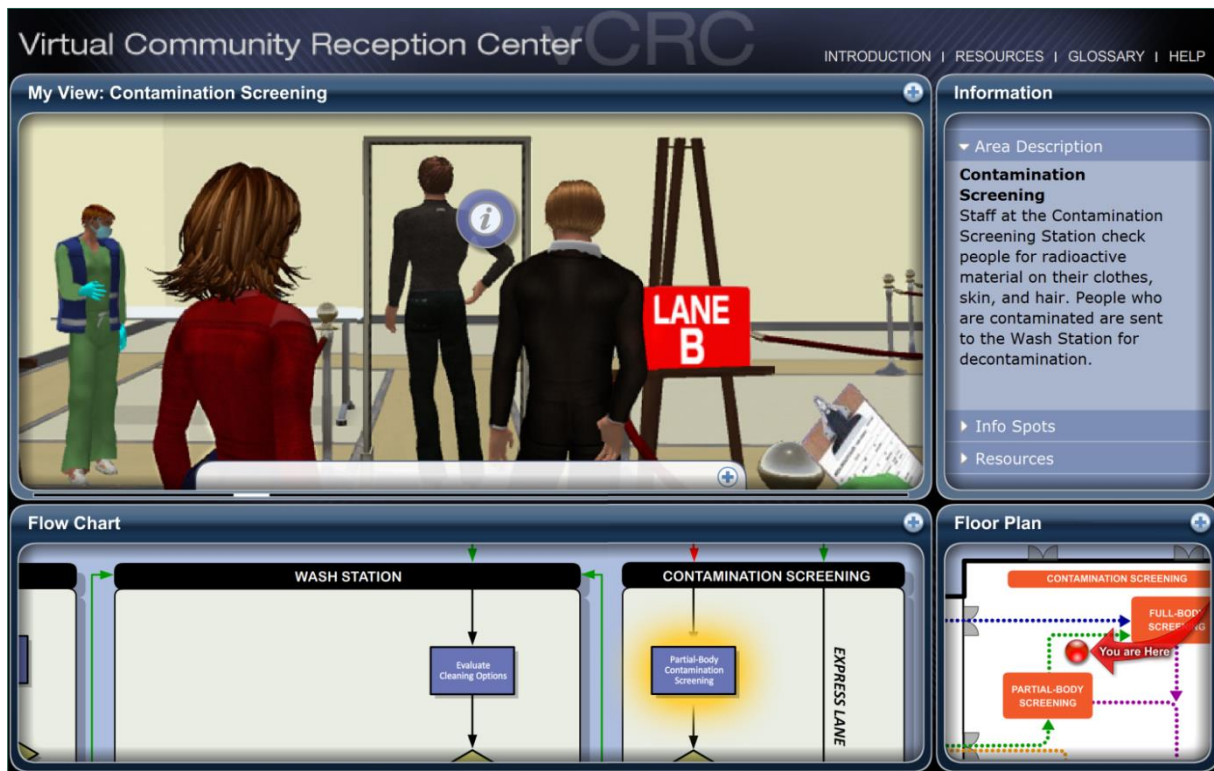 Virtual Community Reception Center
vCRC
INTRODUCTION | RESOURCES | GLOSSARY | HELP
My View: Contamination Screening
LANE
B
Information
Area Description
Contamination
Screening
Staff at the Contamination
Screening Station check
people for radioactive
material on their clothes,
skin, and hair. People who
are contaminated are sent
to the Wash Station for
decontamination.
Info Spots
Resources
Flow Chart
WASH STATION
Evaluate
Cleaning Options
CONTAMINATION SCREENING
Partial-Body
Contamination
Screening
EXPRESS LANE
Floor Plan
CONTAMINATION SCREENING
FULL-BODY
SCREENING
You are Here
PARTIAL-BODY
SCREENING